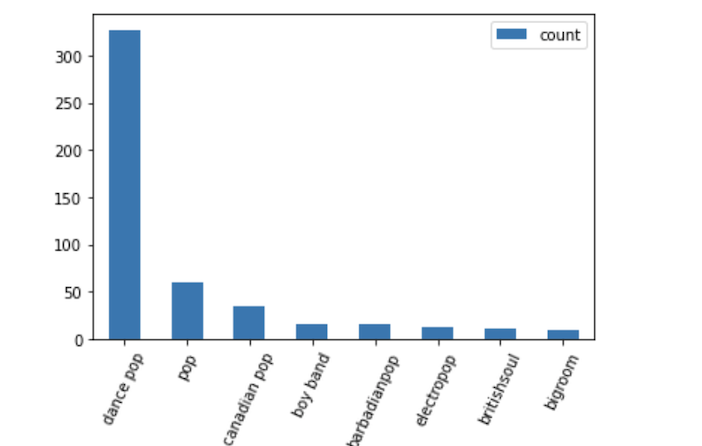 count
300
250
200
150
100
50
0
dance pop
pop
canadian pop
boy band
barbadianpop
electropop
britishsoul
bigroom